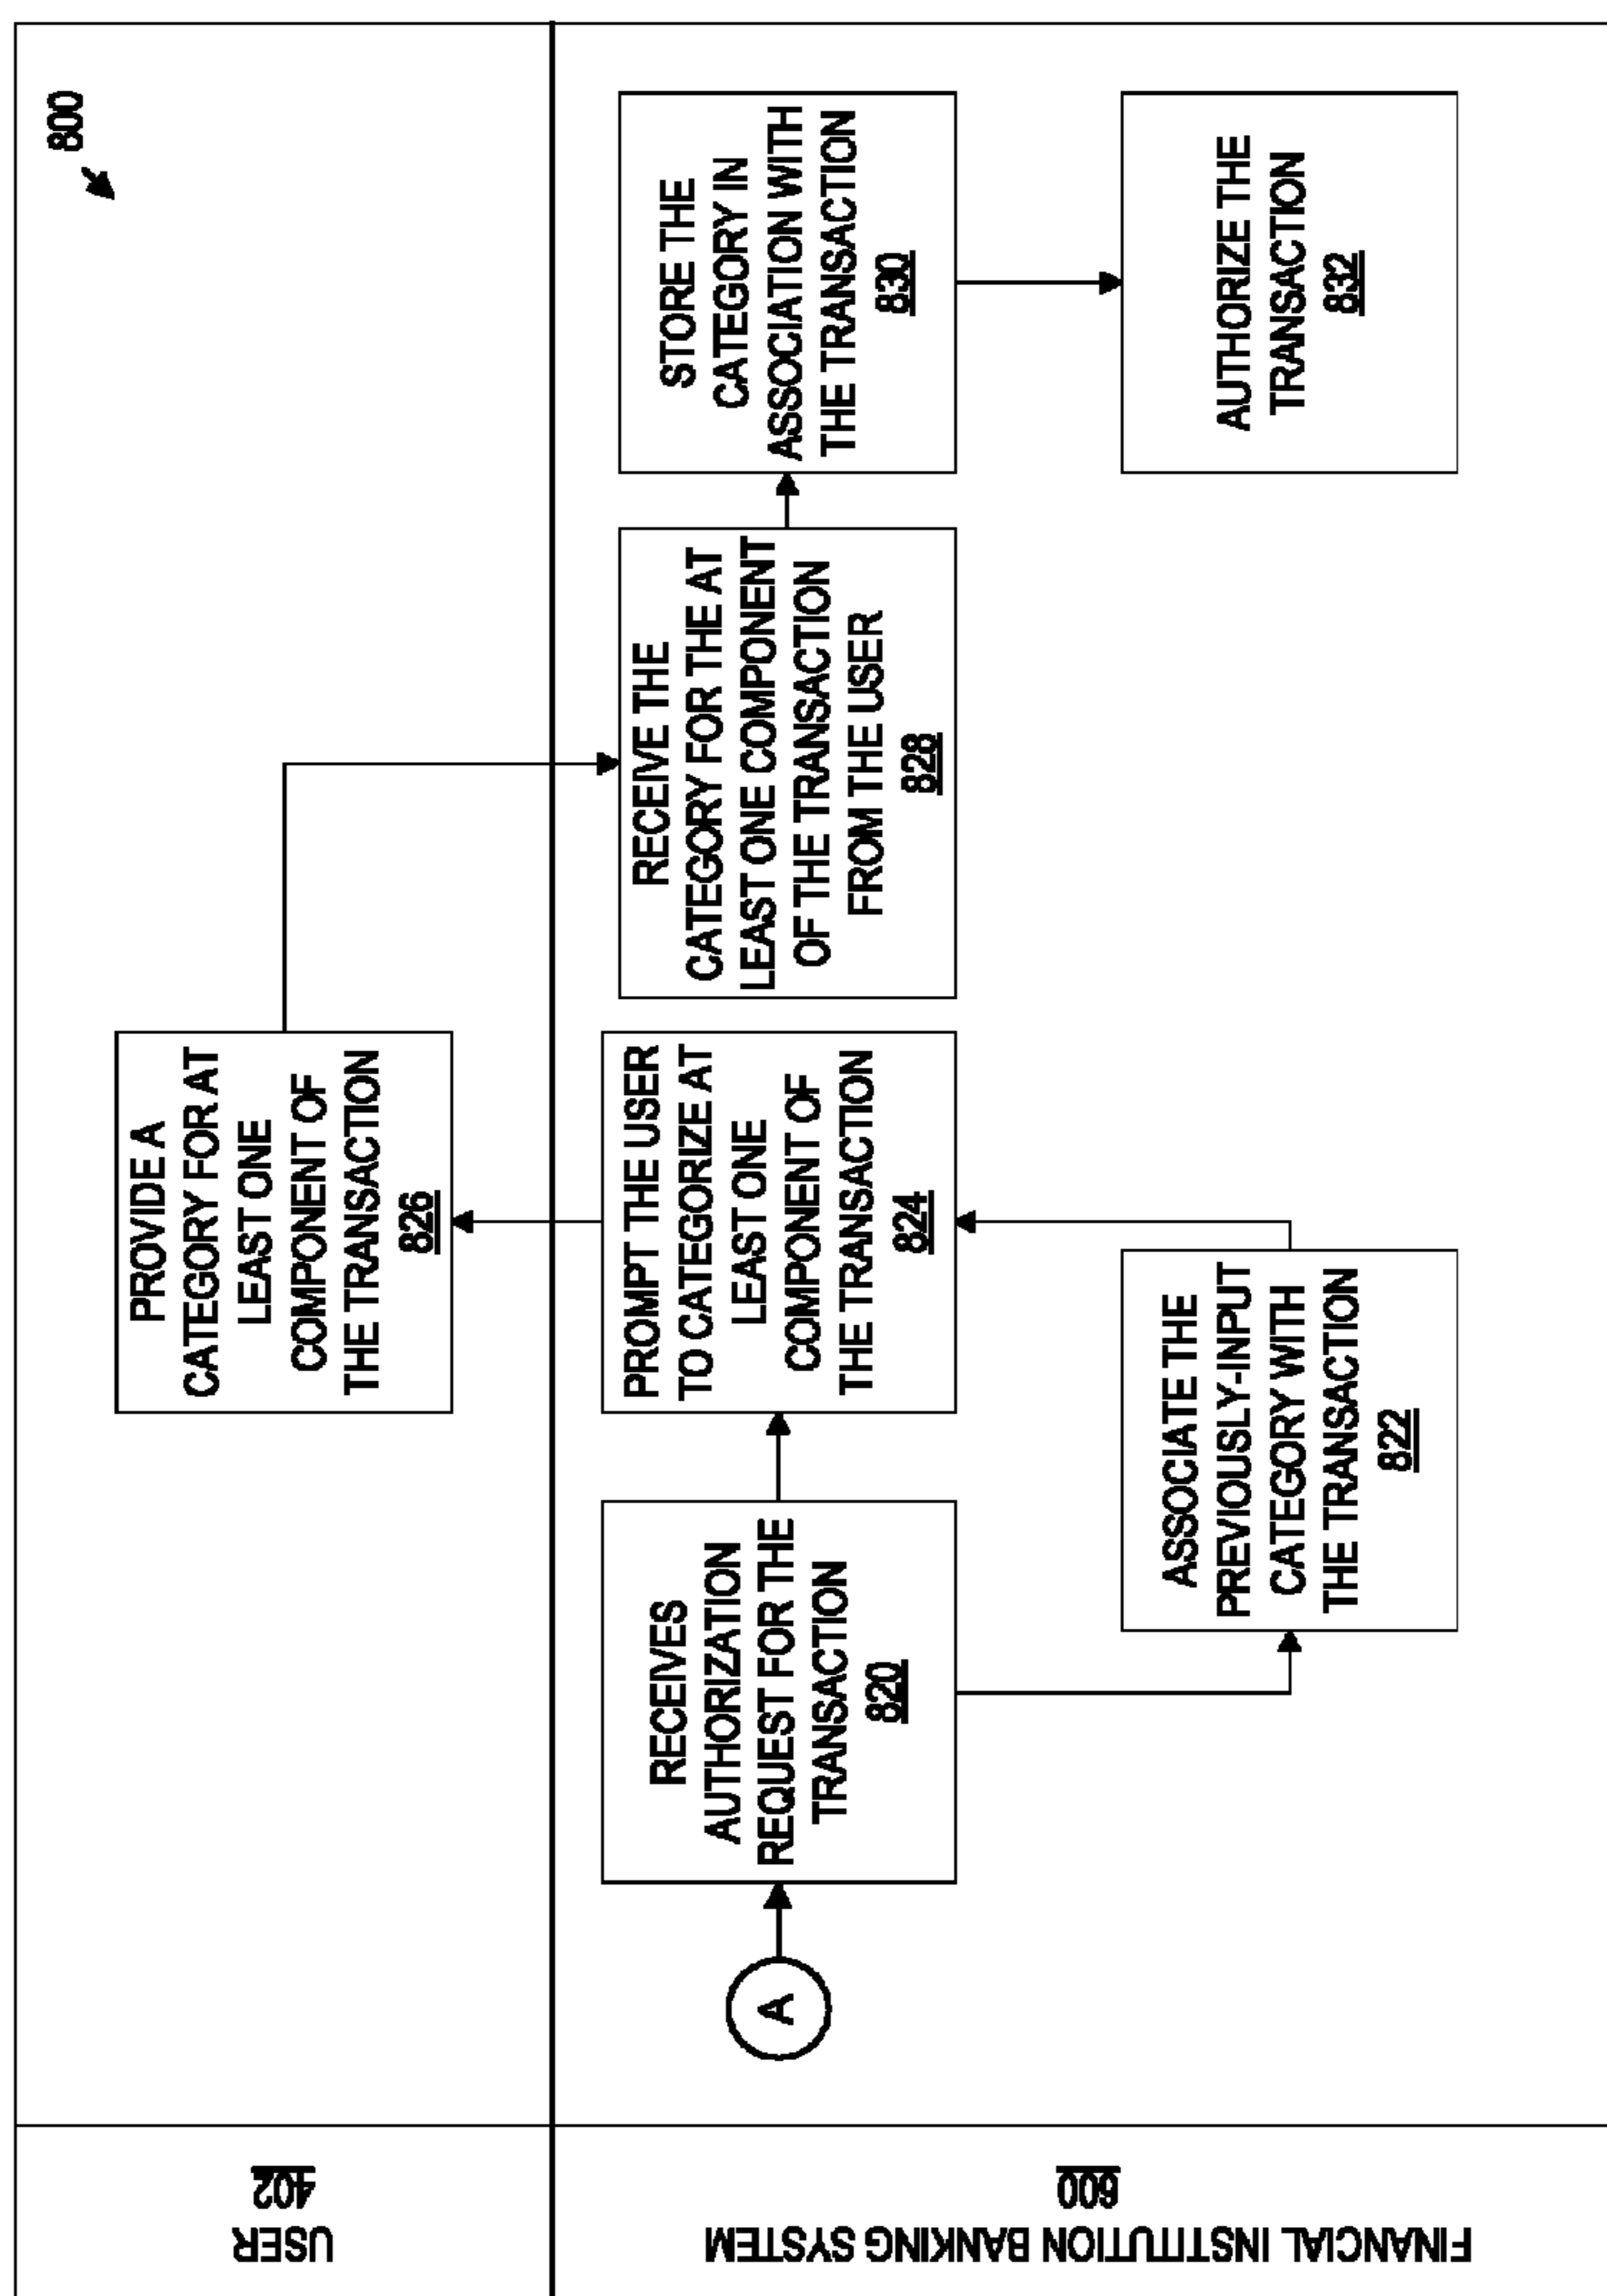 800
USER
402
PROVIDE A
CATEGORY FOR AT
LEAST ONE
COMPONENT OF
THE TRANSACTION
826
FINANCIAL INSTITUTION BANKING SYSTEM
600
A
RECEIVES
AUTHORIZATION
REQUEST FOR THE
TRANSACTION
820
PROMPT THE USER
TO CATEGORIZE AT
LEAST ONE
COMPONENT OF
THE TRANSACTION
824
RECEIVE THE
CATEGORY FOR THE AT
LEAST ONE COMPONENT
OF THE TRANSACTION
FROM THE USER
828
STORE THE
CATEGORY IN
ASSOCIATION WITH
THE TRANSACTION
830
ASSOCIATE THE
PREVIOUSLY-INPUT
CATEGORY WITH
THE TRANSACTION
822
AUTHORIZE THE
TRANSACTION
832